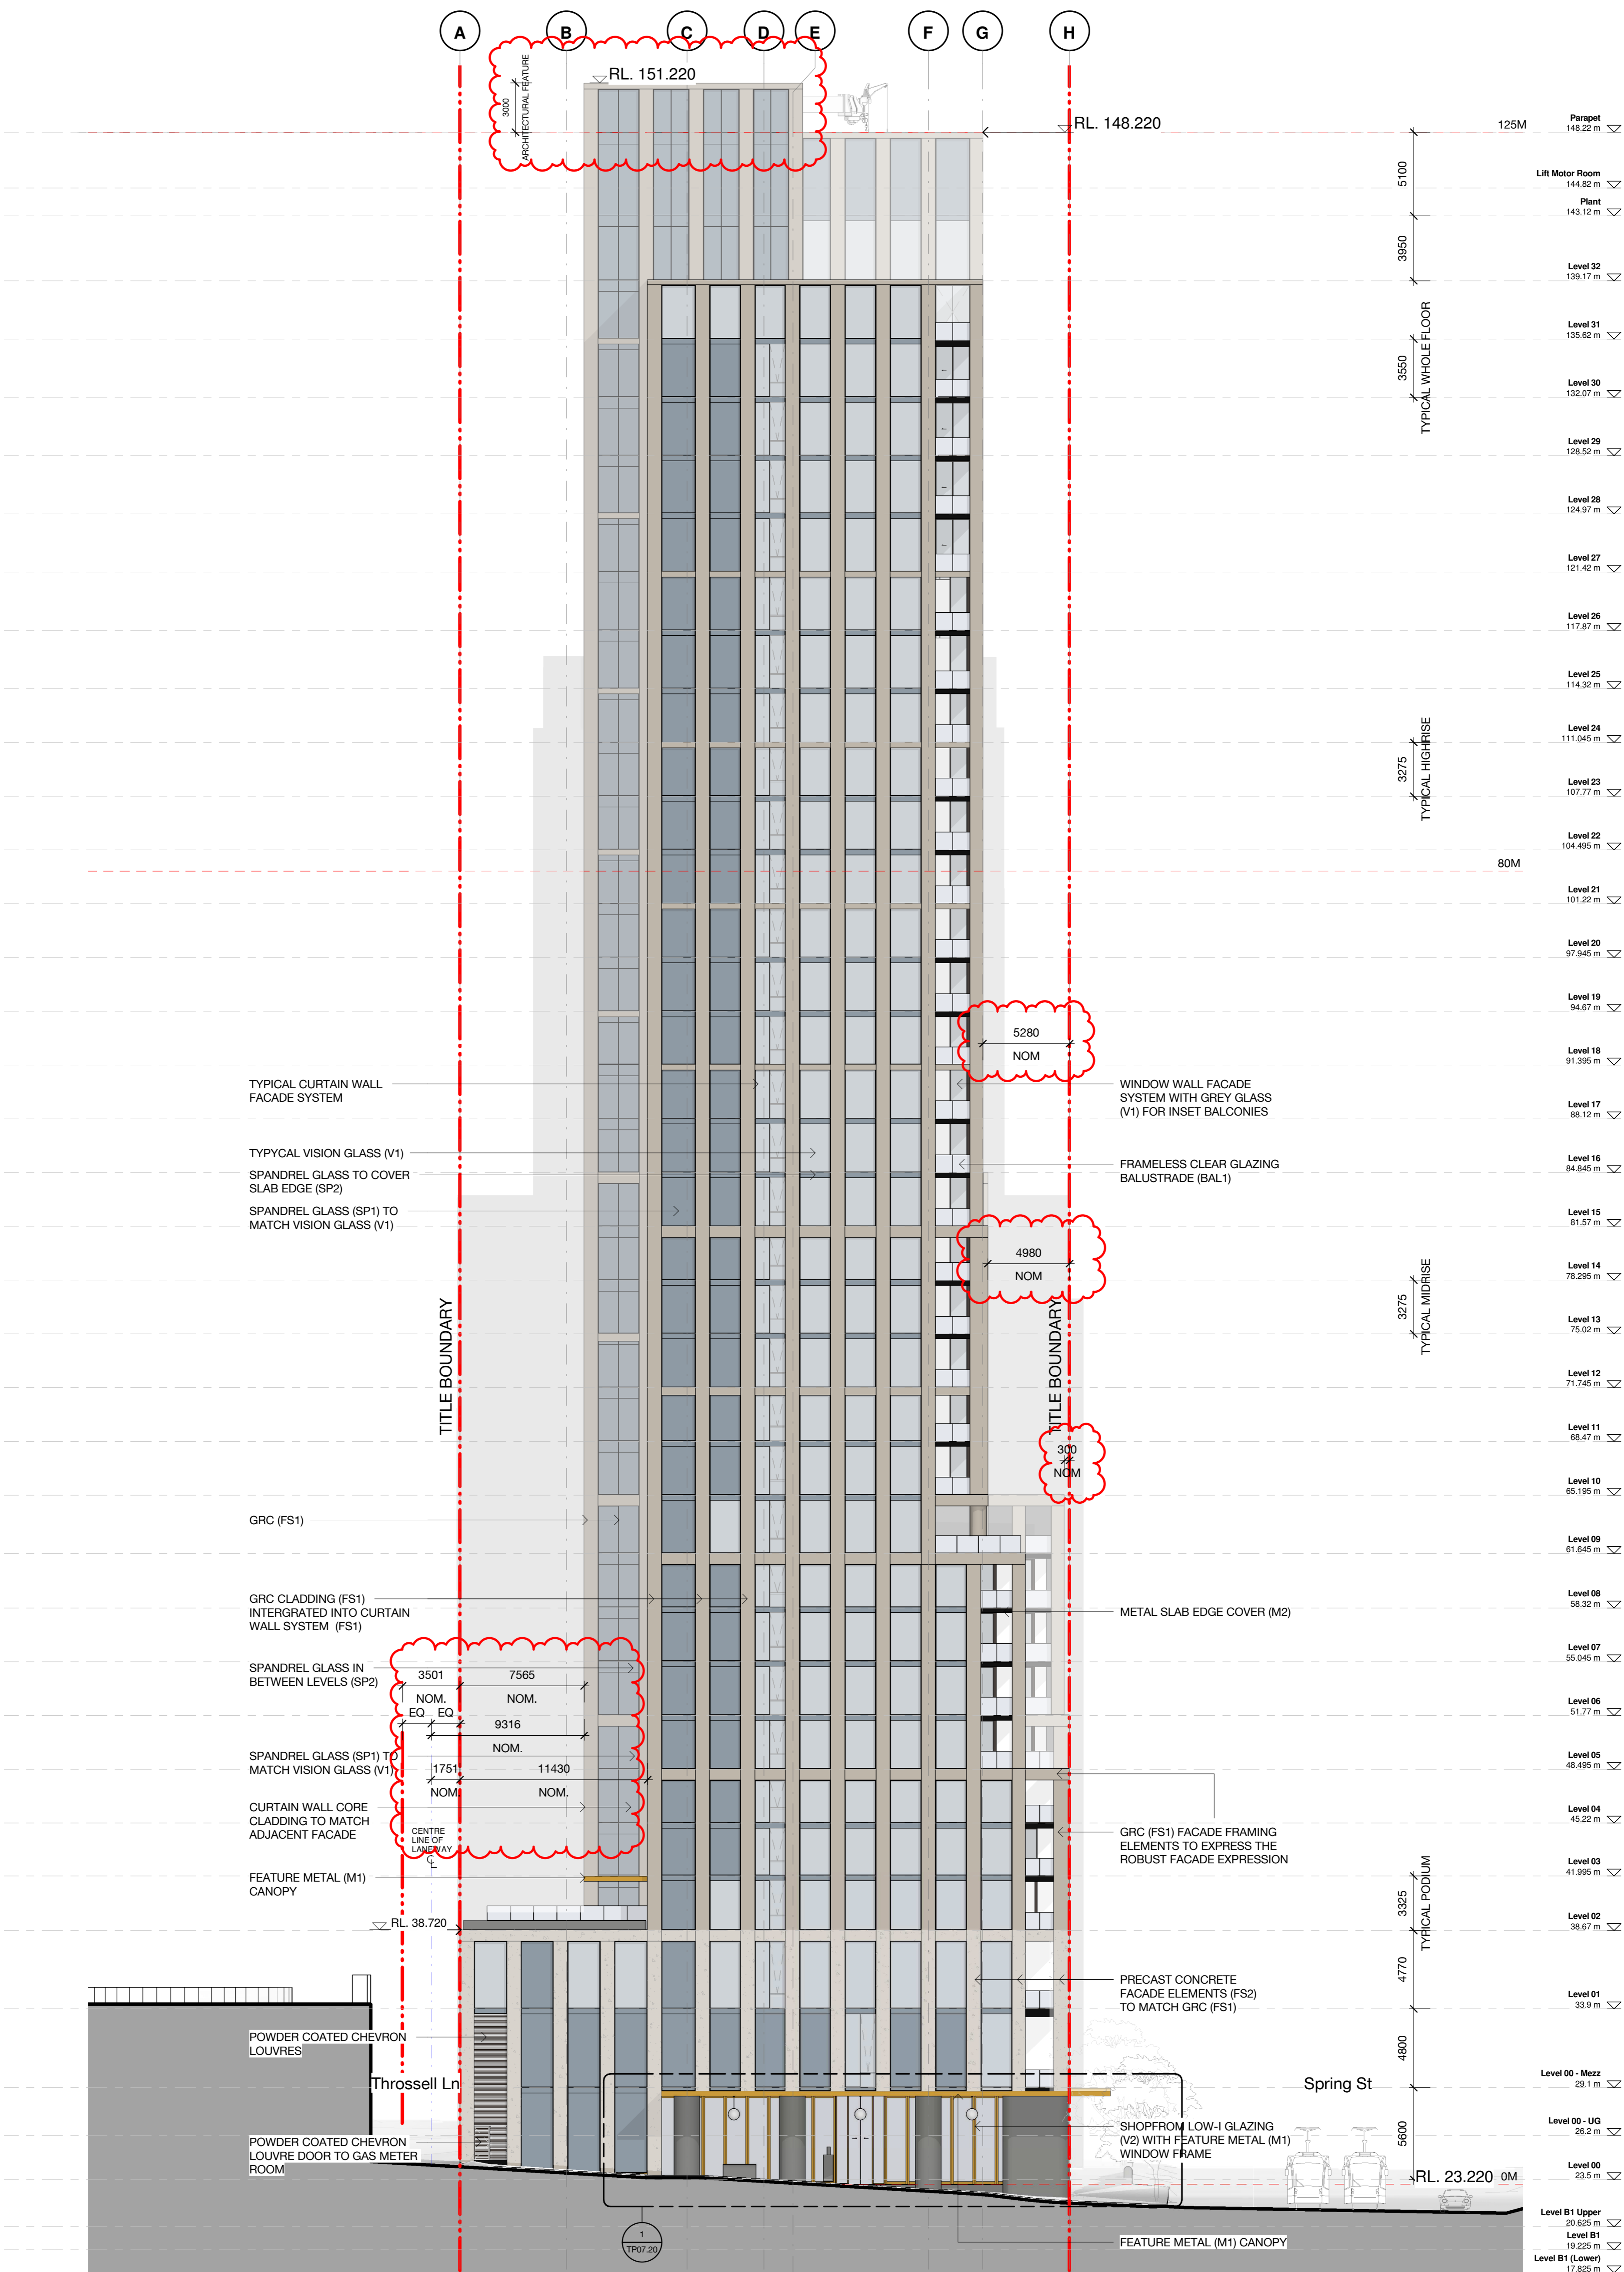 A
B
C
D
E
F
G
H
3000
ARCHITECTURAL FEATURE
RL. 151.220
RL. 148.220
125M
Parapet
148.22 m
5100
Lift Motor Room
144.82 m
Plant
143.12 m
3950
Level 32
139.17 m
Level 31
135.62 m
3550
TYPICAL WHOLE FLOOR
Level 30
132.07 m
Level 29
128.52 m
Level 28
124.97 m
Level 27
121.42 m
Level 26
117.87 m
Level 25
114.32 m
Level 24
111.045 m
3275
TYPICAL HIGHRISE
Level 23
107.77 m
Level 22
104.495 m
80M
Level 21
101.22 m
Level 20
97.945 m
Level 19
94.67 m
5280
NOM
Level 18
91.395 m
TYPICAL CURTAIN WALL
FACADE SYSTEM
WINDOW WALL FACADE
SYSTEM WITH GREY GLASS
(V1) FOR INSET BALCONIES
Level 17
88.12 m
TYPYCAL VISION GLASS (V1)
SPANDREL GLASS TO COVER
SLAB EDGE (SP2)
FRAMELESS CLEAR GLAZING
BALUSTRADE (BAL1)
Level 16
84.845 m
SPANDREL GLASS (SP1) TO
MATCH VISION GLASS (V1)
Level 15
81.57 m
4980
NOM
Level 14
78.295 m
3275
TYPICAL MIDRISE
TITLE BOUNDARY
TITLE BOUNDARY
Level 13
75.02 m
Level 12
71.745 m
Level 11
68.47 m
300
NOM
Level 10
65.195 m
GRC (FS1)
Level 09
61.645 m
GRC CLADDING (FS1)
INTERGRATED INTO CURTAIN
WALL SYSTEM (FS1)
METAL SLAB EDGE COVER (M2)
Level 08
58.32 m
Level 07
55.045 m
SPANDREL GLASS IN
BETWEEN LEVELS (SP2)
3501
7565
NOM.
NOM.
EQ
EQ
9316
NOM.
Level 06
51.77 m
SPANDREL GLASS (SP1) TO
MATCH VISION GLASS (V1)
1751
11430
NOM
NOM.
Level 05
48.495 m
CURTAIN WALL CORE
CLADDING TO MATCH
ADJACENT FACADE
CENTRE
LINE OF
LANEWAY
Level 04
45.22 m
GRC (FS1) FACADE FRAMING
ELEMENTS TO EXPRESS THE
ROBUST FACADE EXPRESSION
FEATURE METAL (M1)
CANOPY
Level 03
41.995 m
3325
TYPICAL PODIUM
RL. 38.720
Level 02
38.67 m
4770
PRECAST CONCRETE
FACADE ELEMENTS (FS2)
TO MATCH GRC (FS1)
Level 01
33.9 m
POWDER COATED CHEVRON
LOUVRES
4800
Throssell Ln
Spring St
Level 00 - Mezz
29.1 m
SHOPFROM LOW-I GLAZING
(V2) WITH FEATURE METAL (M1)
WINDOW FRAME
5600
Level 00 - UG
26.2 m
POWDER COATED CHEVRON
LOUVRE DOOR TO GAS METER
ROOM
RL. 23.220
0M
Level 00
23.5 m
Level B1 Upper
20.625 m
1
TP07.20
FEATURE METAL (M1) CANOPY
Level B1
19.225 m
Level B1 (Lower)
17.825 m